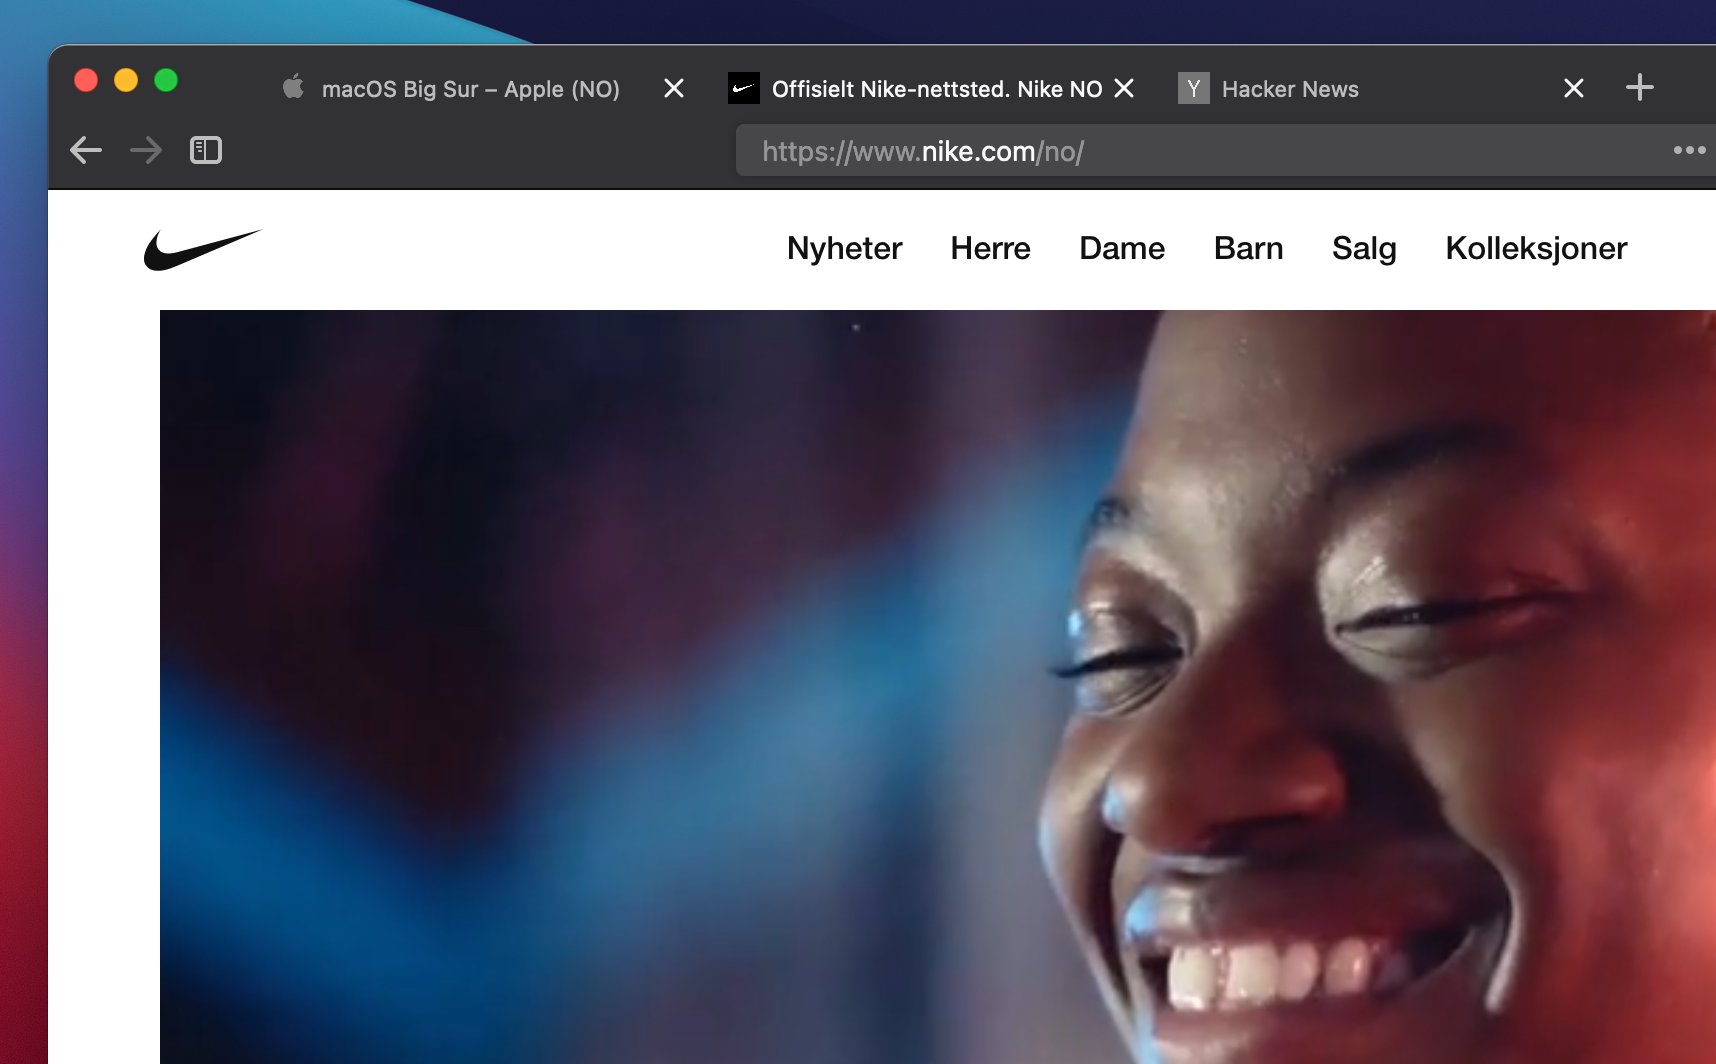 macOS Big Sur – Apple (NO)
Offisielt Nike-nettsted. Nike NO
Y Hacker News
https://www.nike.com/no/
Nyheter Herre Dame Barn Salg Kolleksjoner